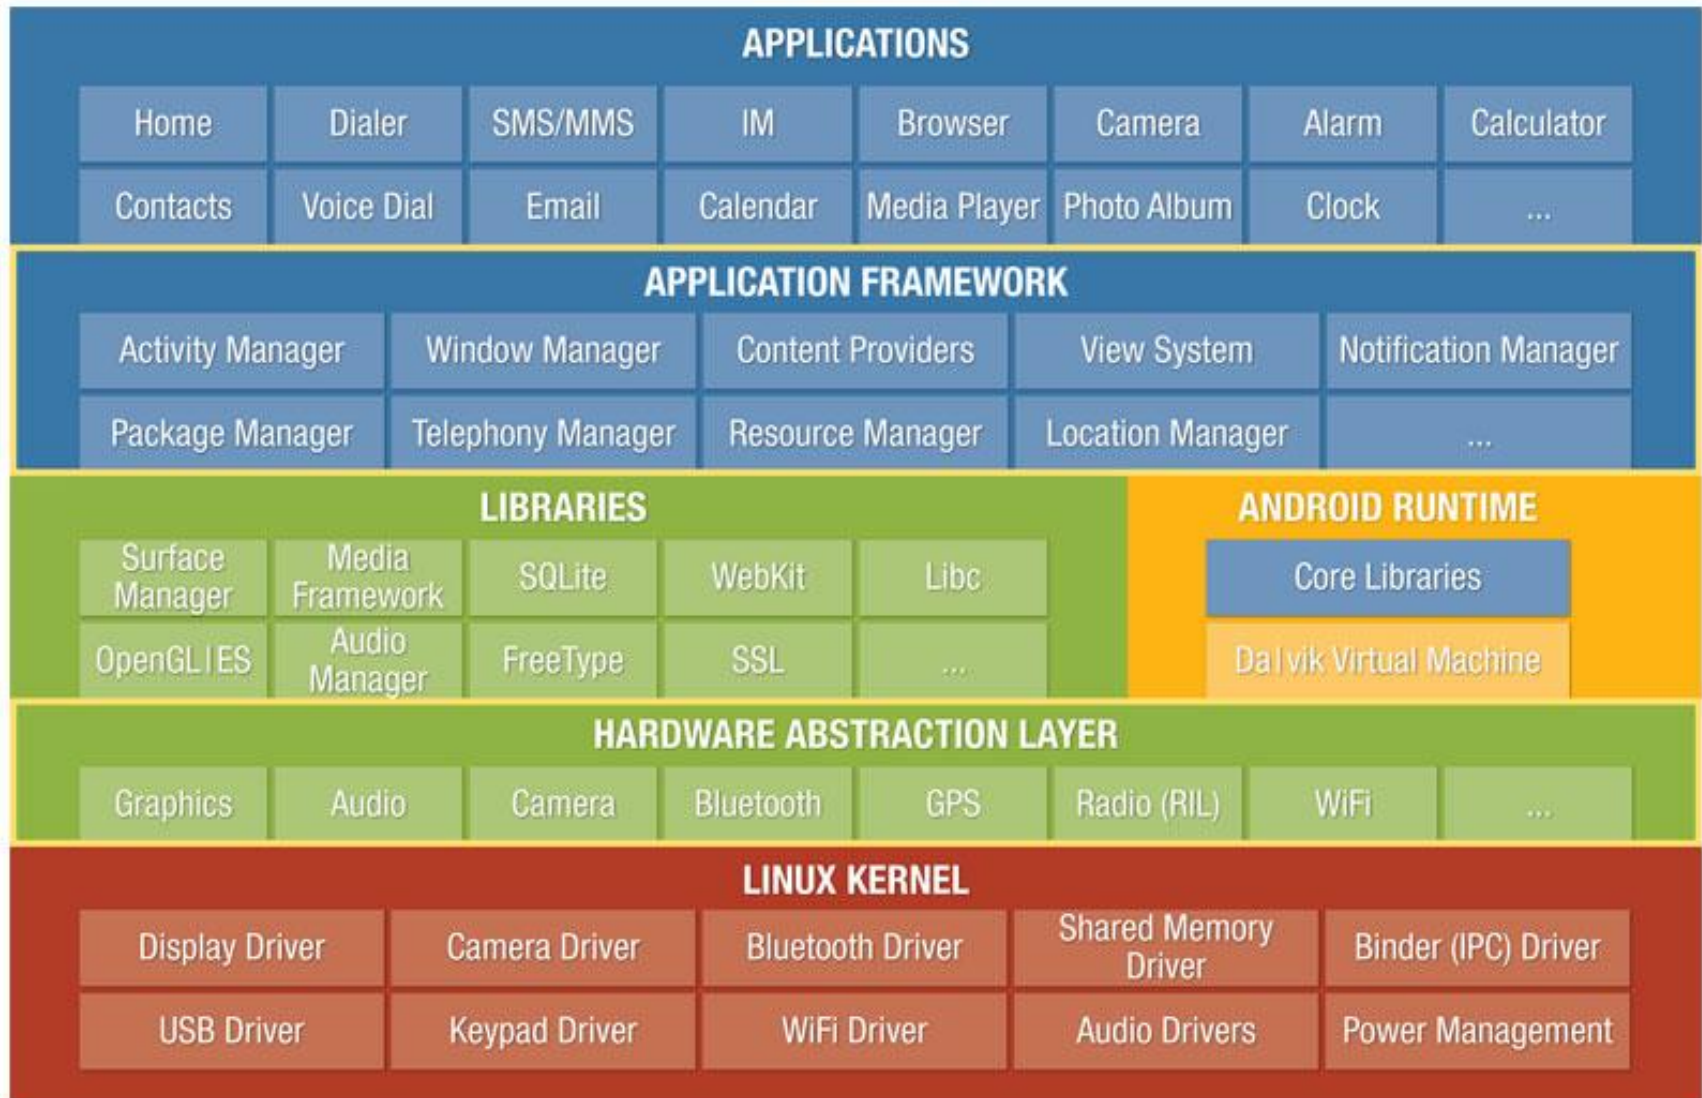 APPLICATIONS
Home Dialer SMS/MMS IM Browser Camera Alarm Calculator
Contacts Voice Dial Email Calendar Media Player Photo Album Clock ...
APPLICATION FRAMEWORK
Activity Manager Window Manager Content Providers View System Notification Manager
Package Manager Telephony Manager Resource Manager Location Manager ...
LIBRARIES
Surface
Manager
Media
Framework
SQLite
WebKit
Libc
OpenGL|ES
Audio
Manager
FreeType
SSL
...
ANDROID RUNTIME
Core Libraries
Dalvik Virtual Machine
HARDWARE ABSTRACTION LAYER
Graphics Audio Camera Bluetooth GPS Radio (RIL) WiFi ...
LINUX KERNEL
Display Driver
Camera Driver
Bluetooth Driver
Shared Memory
Driver
Binder (IPC) Driver
USB Driver Keypad Driver WiFi Driver Audio Drivers Power Management